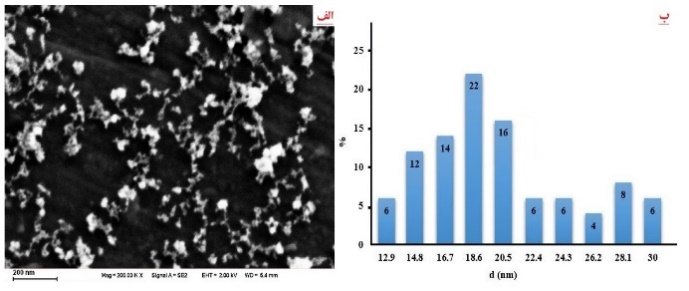 الف
200 nm
Mag = 300.00 K X Signal A = SE2 EHT = 2.00 kV WD = 5.4 mm
ب
%
25
20
15
10
5
0
6
12
14
22
16
6
6
4
8
6
12.9 14.8 16.7 18.6 20.5 22.4 24.3 26.2 28.1 30
d (nm)